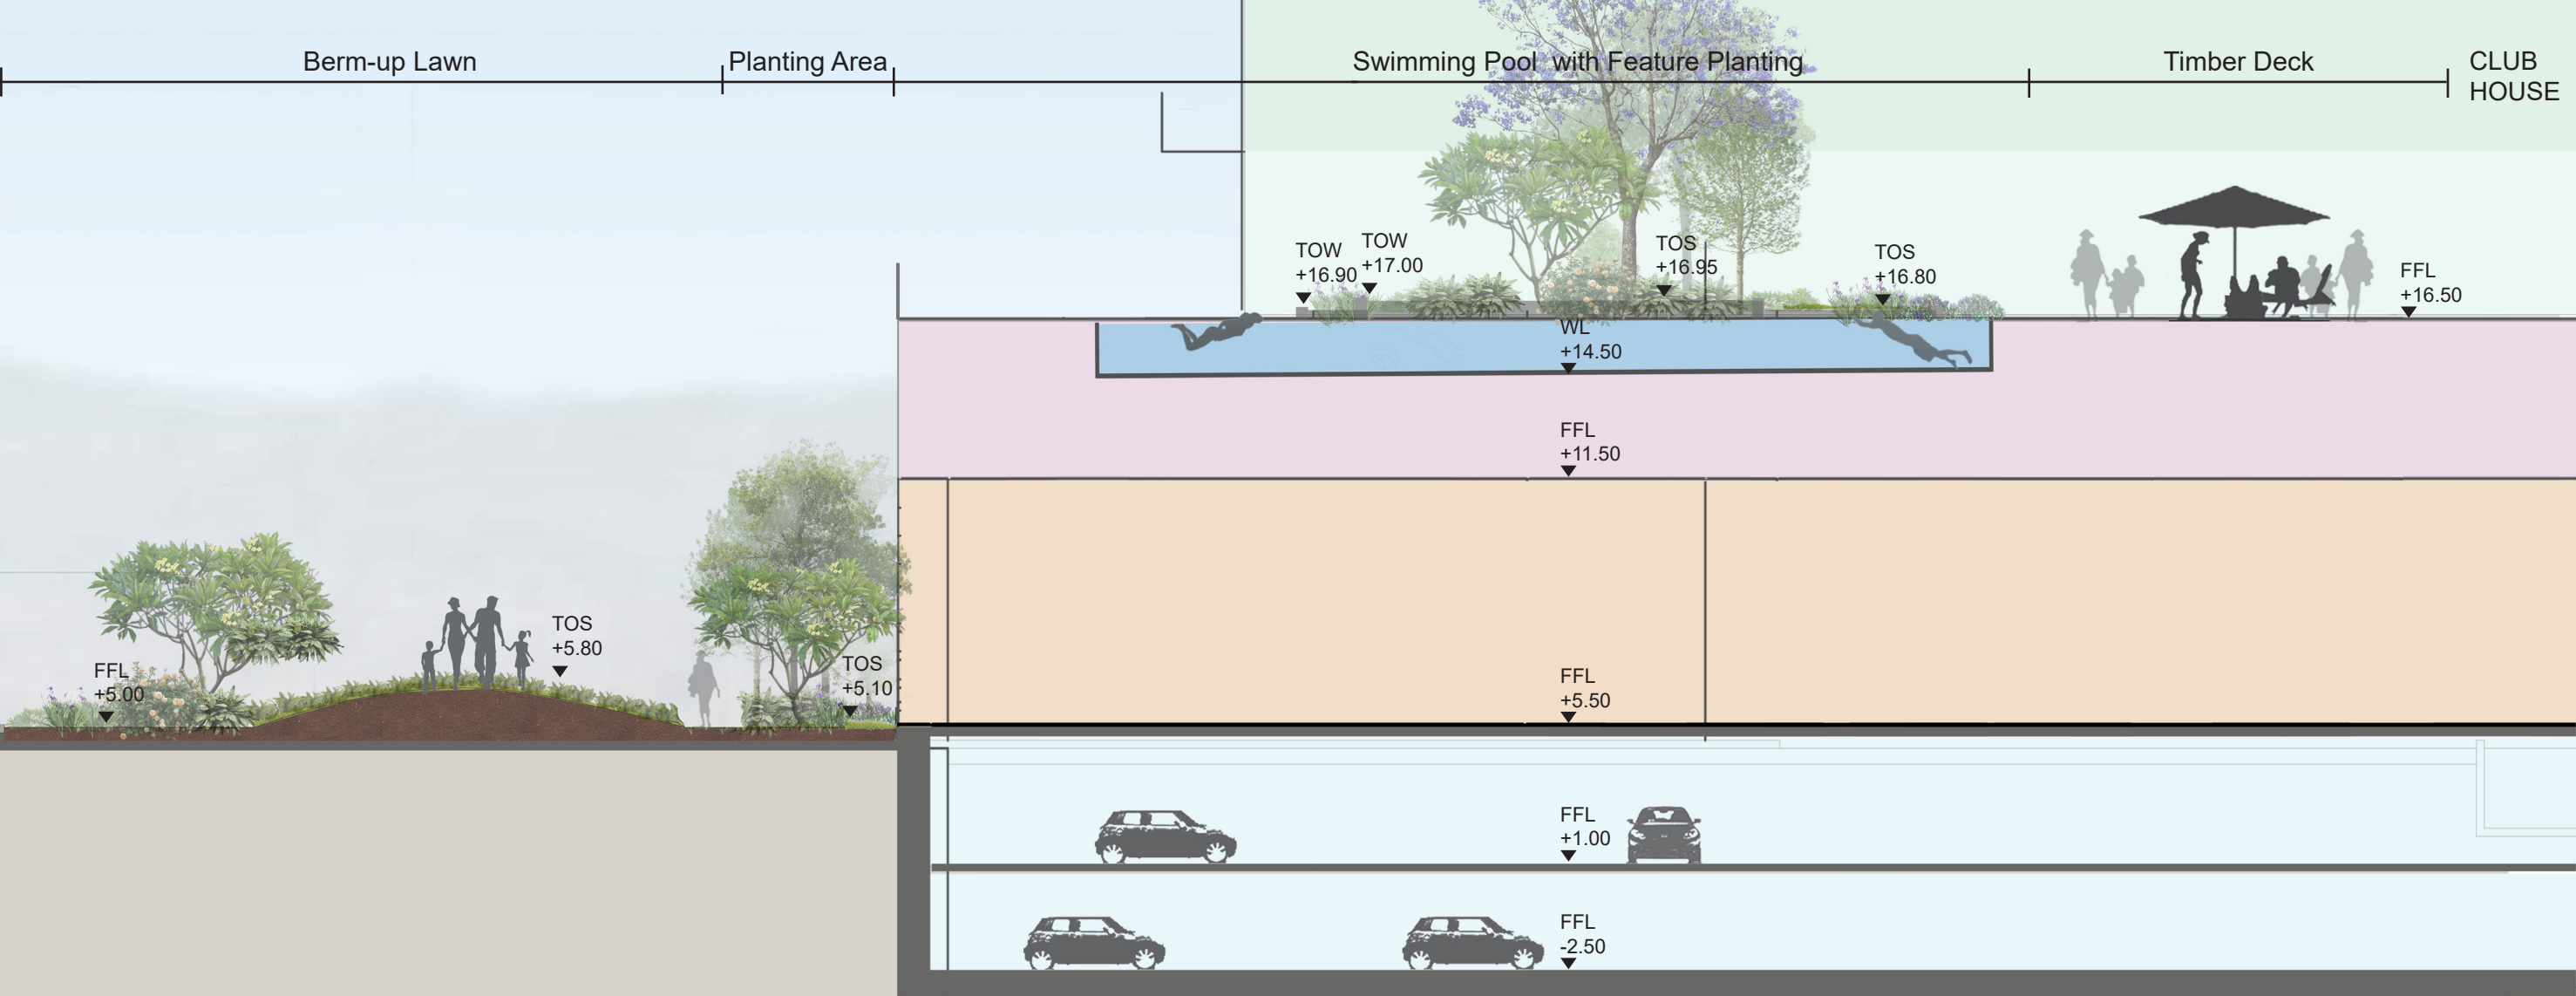 Berm-up Lawn
Planting Area
Swimming Pool with Feature Planting
Timber Deck
CLUB
HOUSE
TOW
+16.90
TOW
+17.00
TOS
+16.95
TOS
+16.80
FFL
+16.50
WL
+14.50
FFL
+11.50
TOS
+5.80
FFL
+5.00
TOS
+5.10
FFL
+5.50
FFL
+1.00
FFL
-2.50